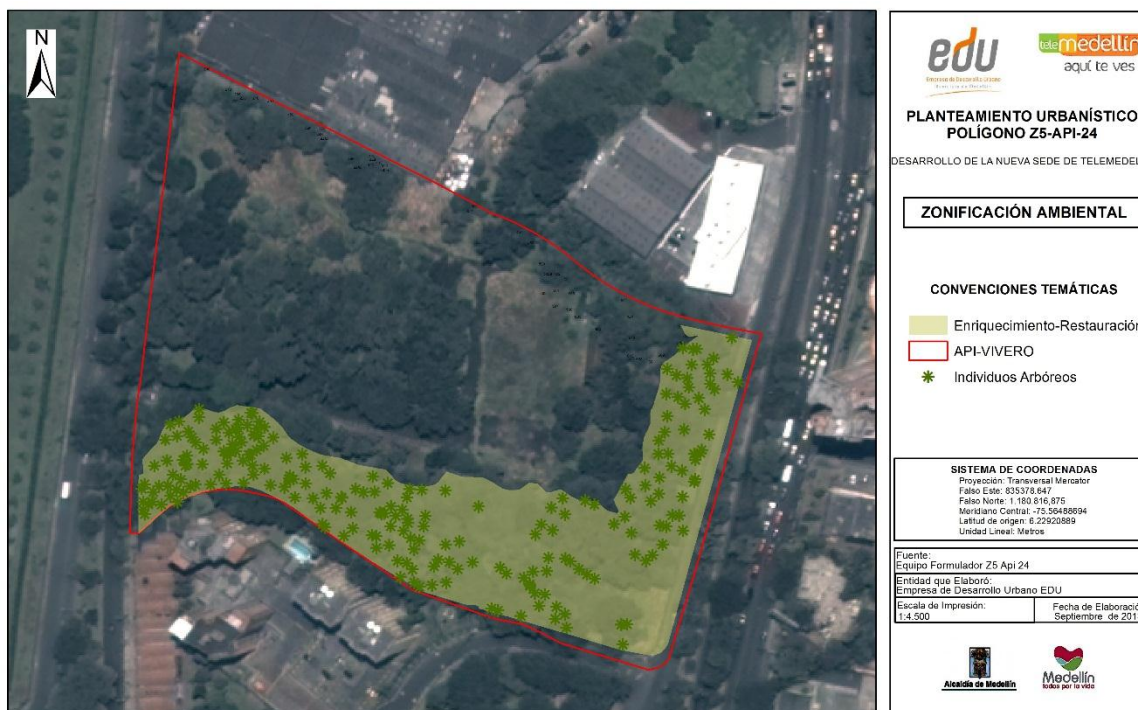 N
edu
Empresa de Desarrollo Urbano
tele medellín
aquí te ves
PLANTEAMIENTO URBANÍSTICO
POLÍGONO Z5-API-24
DESARROLLO DE LA NUEVA SEDE DE TELEMEDEL
ZONIFICACIÓN AMBIENTAL
CONVENCIONES TEMÁTICAS
Enriquecimiento-Restauración
API-VIVERO
Individuos Arbóreos
SISTEMA DE COORDENADAS
Proyección: Transversal Mercator
Falso Este: 835378.647
Falso Norte: 1.180.816,875
Meridiano Central: -75.56488694
Latitud de origen: 6.22920889
Unidad Lineal: Metros
Fuente:
Equipo Formulador Z5 Api 24
Entidad que Elaboró:
Empresa de Desarrollo Urbano EDU
Escala de Impresión:
1:4.500
Fecha de Elaboració
Septiembre de 201
Alcaldía de Medellín
Medellín
todos por la vida